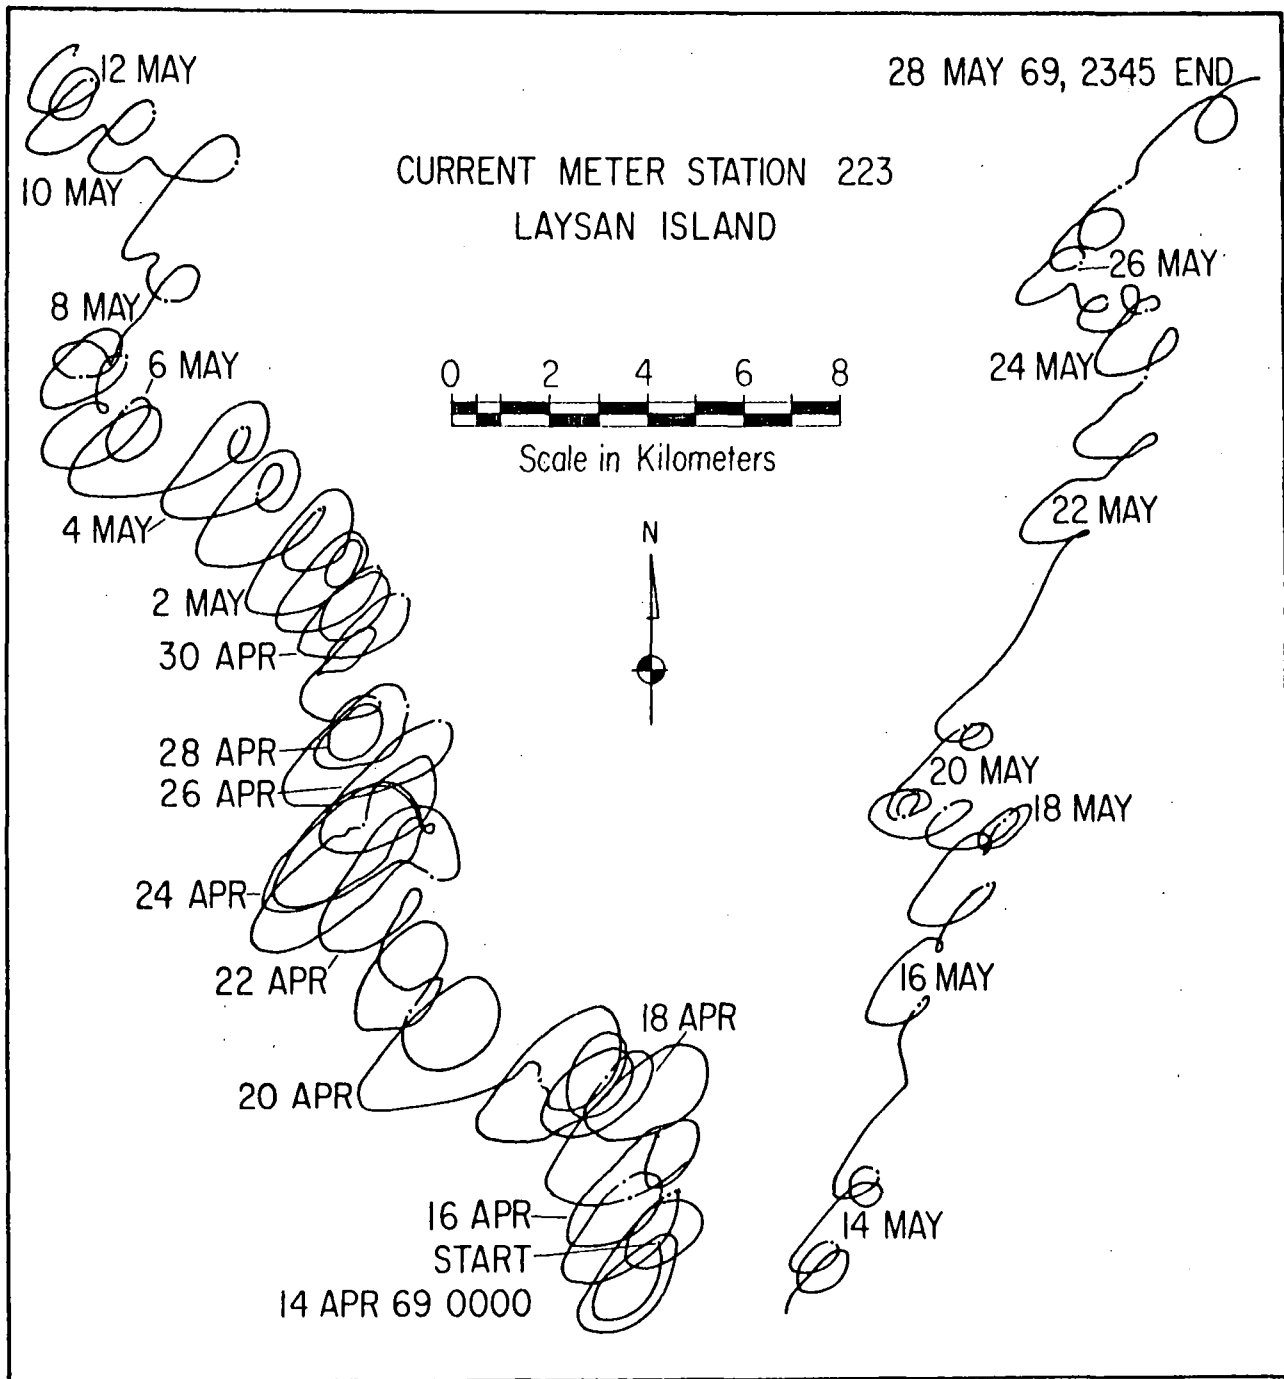 12 MAY
28 MAY 69, 2345 END
CURRENT METER STATION 223
LAYSAN ISLAND
10 MAY
26 MAY
8 MAY
6 MAY
24 MAY
0 2 4 6 8
Scale in Kilometers
4 MAY
22 MAY
N
2 MAY
30 APR
28 APR
26 APR
20 MAY
18 MAY
24 APR
22 APR
16 MAY
18 APR
20 APR
16 APR
14 MAY
START
14 APR 69 0000